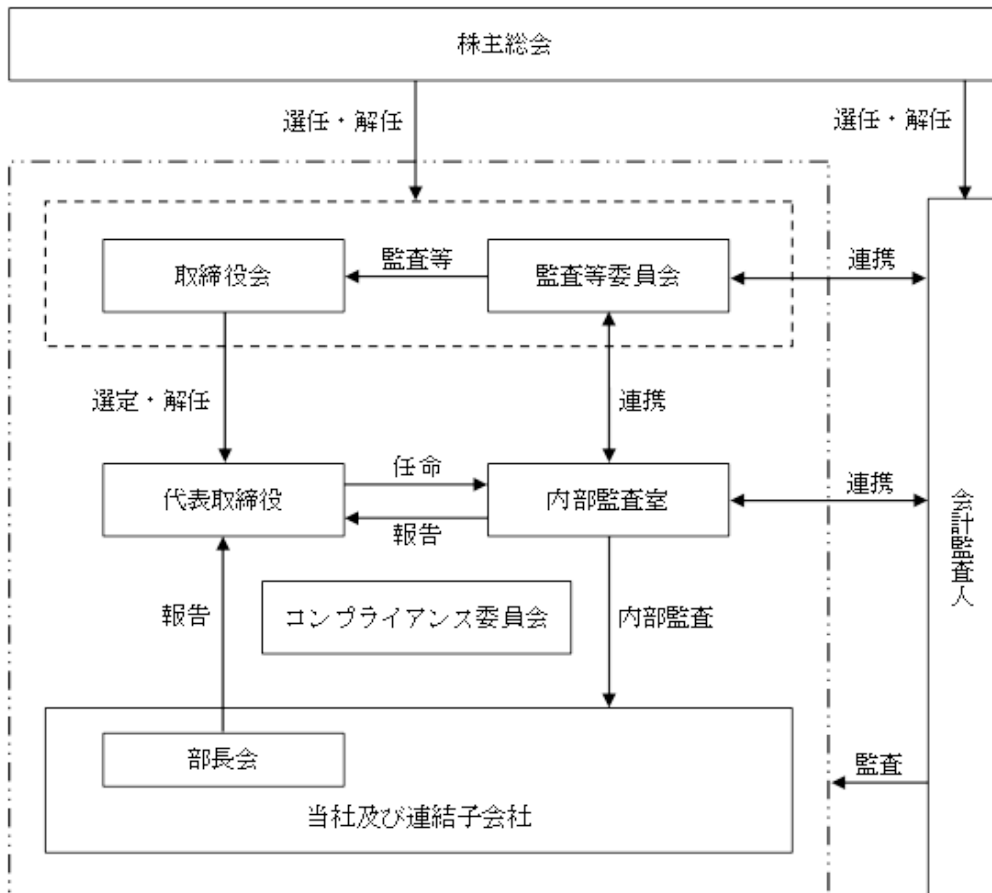 株主総会
選任・解任
選任・解任
取締役会
監査等
監査等委員会
連携
選定・解任
連携
代表取締役
任命
報告
内部監査室
連携
会計監査人
報告
コンプライアンス委員会
内部監査
部長会
監査
当社及び連結子会社